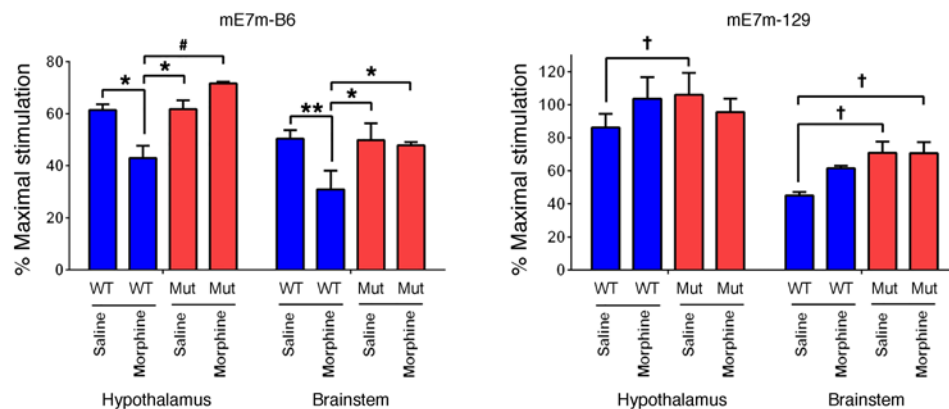 mE7m-B6
% Maximal stimulation
80
60
40
20
0
* * #
** * *
WT WT Mut Mut WT WT Mut Mut
Saline Morphine Saline Morphine Saline Morphine Saline Morphine
Hypothalamus Brainstem
mE7m-129
% Maximal stimulation
120
100
80
60
40
20
0
†
† †
WT WT Mut Mut WT WT Mut Mut
Saline Morphine Saline Morphine Saline Morphine Saline Morphine
Hypothalamus Brainstem